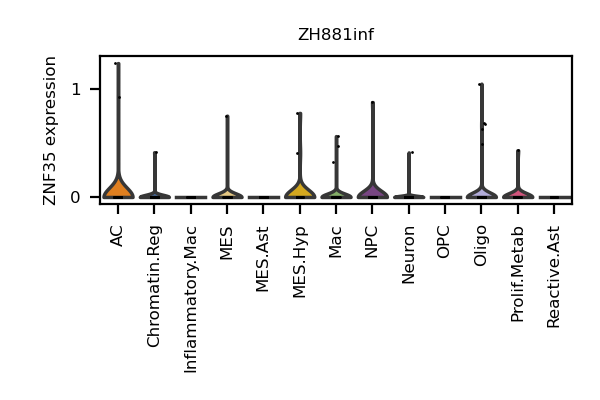 ZH881inf
ZNF35 expression
1
0
AC
Chromatin.Reg
Inflammatory.Mac
MES
MES.Ast
MES.Hyp
Mac
NPC
Neuron
OPC
Oligo
Prolif.Metab
Reactive.Ast